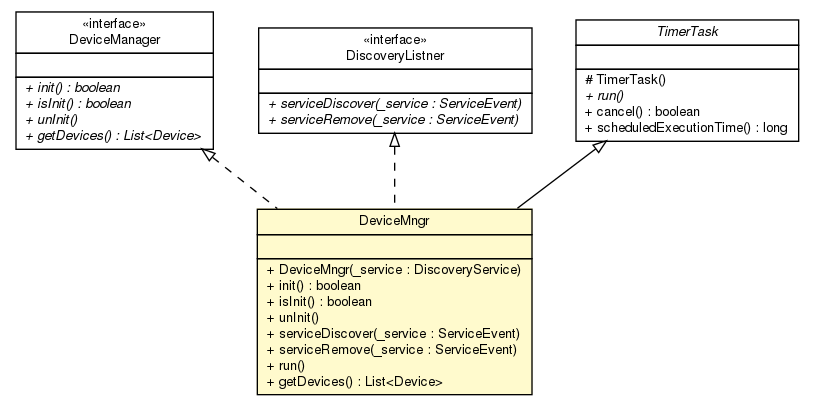 «interface»
DeviceManager
+ init() : boolean
+ isInit() : boolean
+ unInit()
+ getDevices() : List<Device>
«interface»
DiscoveryListner
+ serviceDiscover(_service : ServiceEvent)
+ serviceRemove(_service : ServiceEvent)
TimerTask
# TimerTask()
+ run()
+ cancel() : boolean
+ scheduledExecutionTime() : long
DeviceMngr
+ DeviceMngr(_service : DiscoveryService)
+ init() : boolean
+ isInit() : boolean
+ unInit()
+ serviceDiscover(_service : ServiceEvent)
+ serviceRemove(_service : ServiceEvent)
+ run()
+ getDevices() : List<Device>